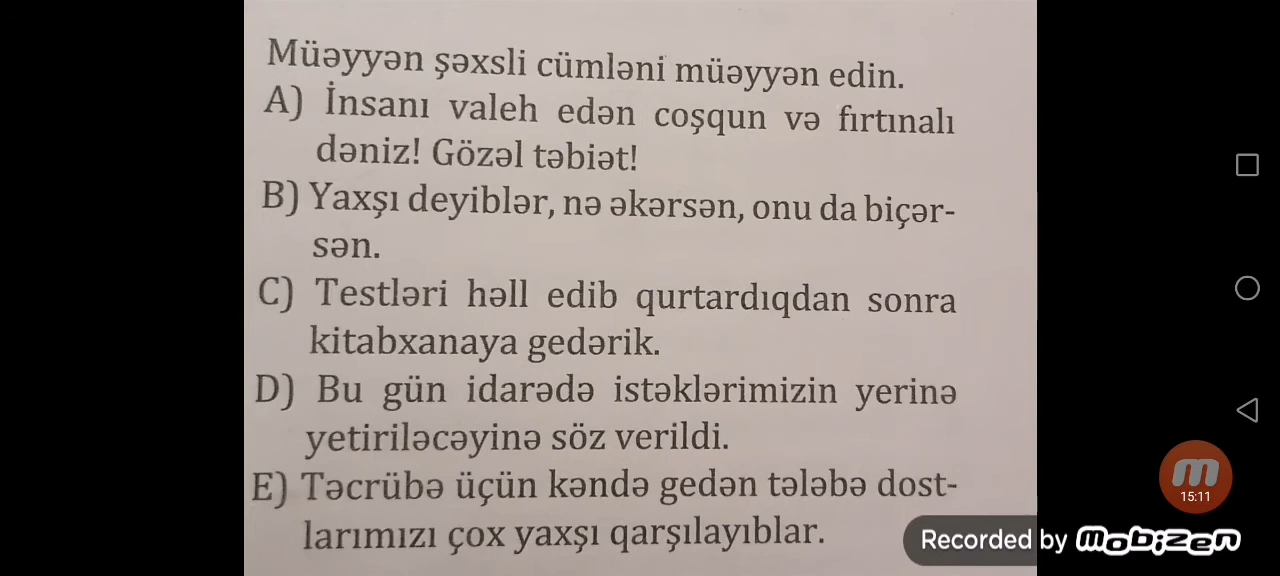 Müəyyən şəxsli cümləni müəyyən edin.
A) İnsanı valeh edən coşqun və fırtınalı
dəniz! Gözəl təbiət!
B) Yaxşı deyiblər, nə əkərsən, onu da biçər-
sən.
C) Testləri həll edib qurtardıqdan sonra
kitabxanaya gedərik.
D) Bu gün idarədə istəklərimizin yerinə
yetiriləcəyinə söz verildi.
E) Təcrübə üçün kəndə gedən tələbə dost-
larımızı çox yaxşı qarşılayıblar.
15:11
Recorded by Mobizen